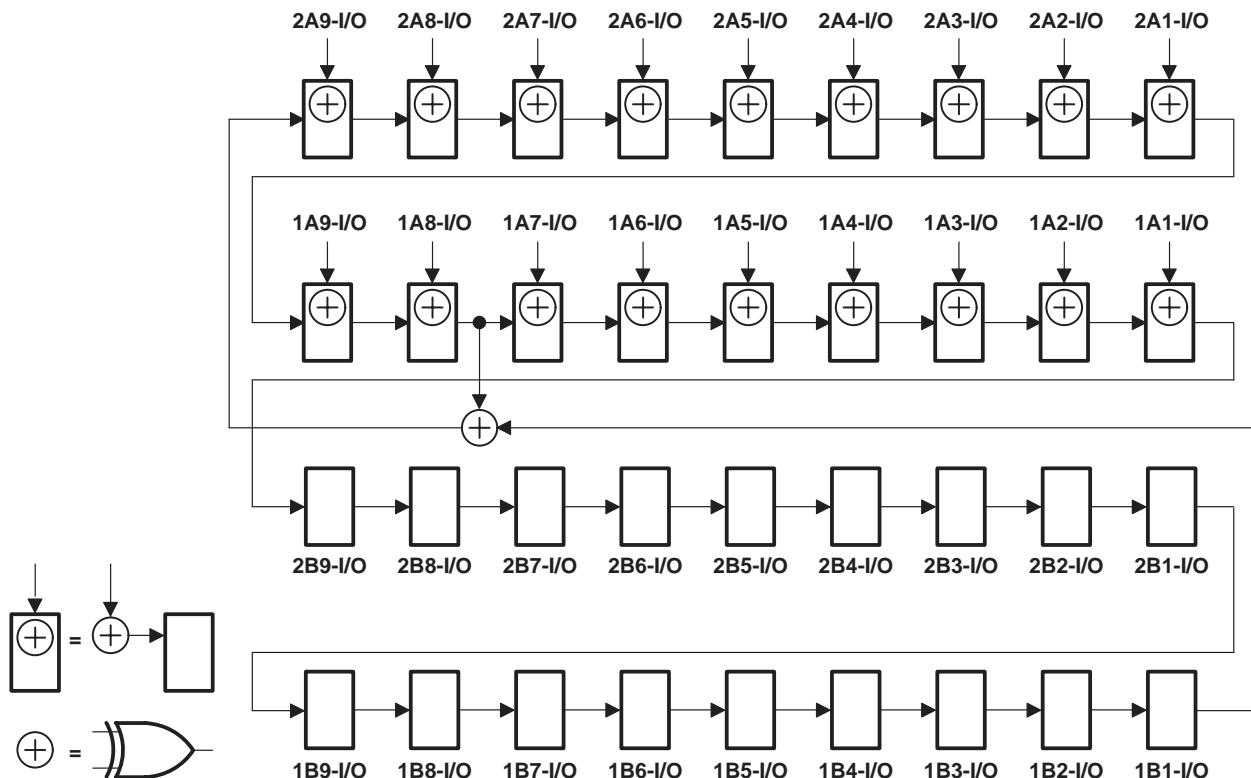 2A9-I/O 2A8-I/O 2A7-I/O 2A6-I/O 2A5-I/O 2A4-I/O 2A3-I/O 2A2-I/O 2A1-I/O
1A9-I/O 1A8-I/O 1A7-I/O 1A6-I/O 1A5-I/O 1A4-I/O 1A3-I/O 1A2-I/O 1A1-I/O
2B9-I/O 2B8-I/O 2B7-I/O 2B6-I/O 2B5-I/O 2B4-I/O 2B3-I/O 2B2-I/O 2B1-I/O
=
=
1B9-I/O 1B8-I/O 1B7-I/O 1B6-I/O 1B5-I/O 1B4-I/O 1B3-I/O 1B2-I/O 1B1-I/O